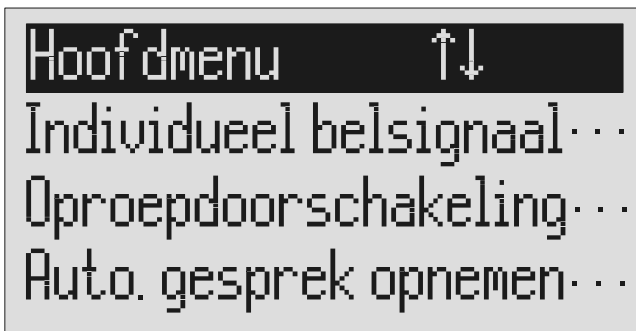 Hoofdmenu ↑↓
Individueel belsignaal···
Oproepdoorschakeling···
Auto. gesprek opnemen···